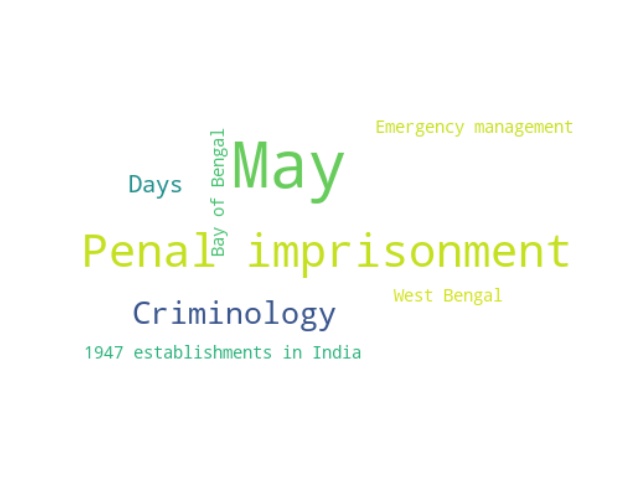 Emergency management
May
Bay of Bengal
Days
Penal imprisonment
West Bengal
Criminology
1947 establishments in India